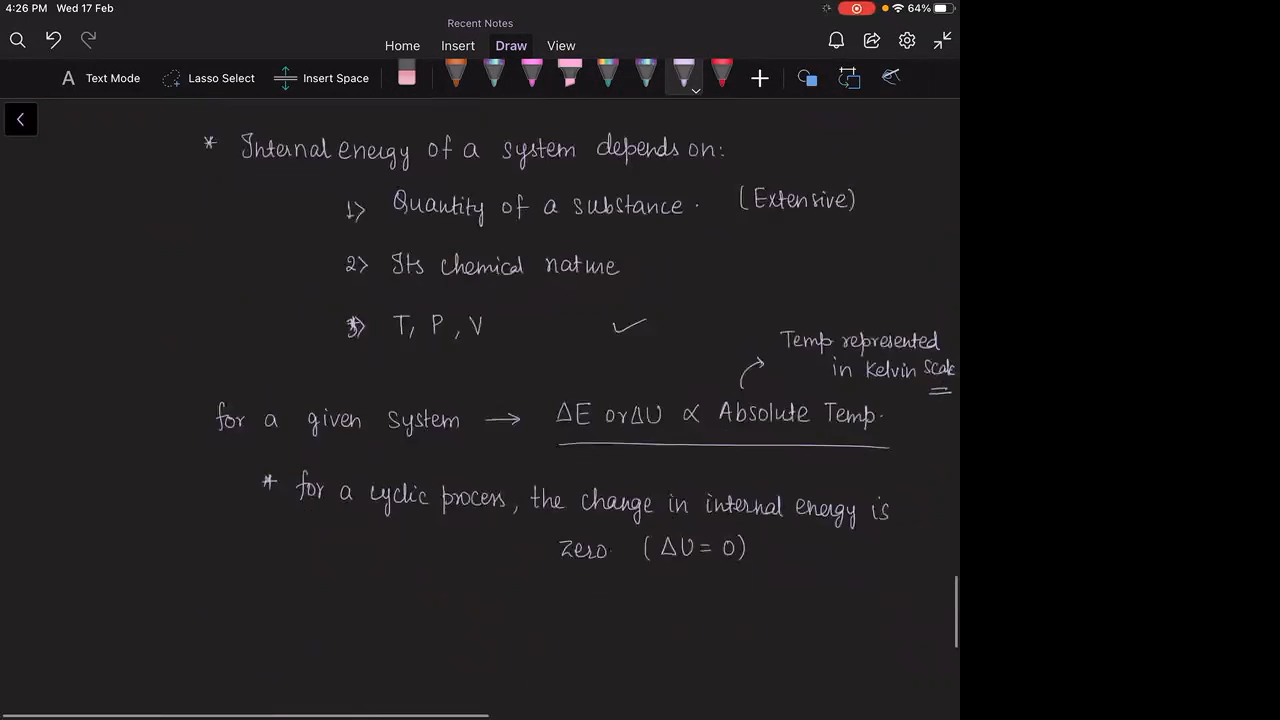 4:26 PM Wed 17 Feb
64%
Recent Notes
Home Insert Draw View
A Text Mode Lasso Select Insert Space
* Internal energy of a system depends on:
1> Quantity of a substance. (Extensive)
2> Its chemical nature
3> T, P, V ✓
Temp represented
in Kelvin scale
for a given system → ΔE or ΔU ∝ Absolute Temp.
* for a cyclic process, the change in internal energy is
zero. (ΔU = 0)